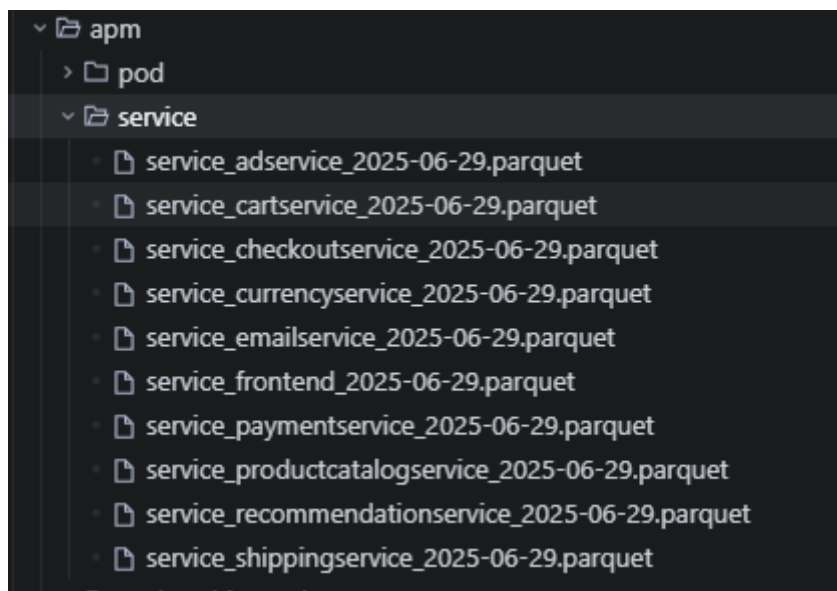 apm
pod
service
service_adservice_2025-06-29.parquet
service_cartservice_2025-06-29.parquet
service_checkoutservice_2025-06-29.parquet
service_currencyservice_2025-06-29.parquet
service_emailservice_2025-06-29.parquet
service_frontend_2025-06-29.parquet
service_paymentservice_2025-06-29.parquet
service_productcatalogservice_2025-06-29.parquet
service_recommendationservice_2025-06-29.parquet
service_shippingservice_2025-06-29.parquet